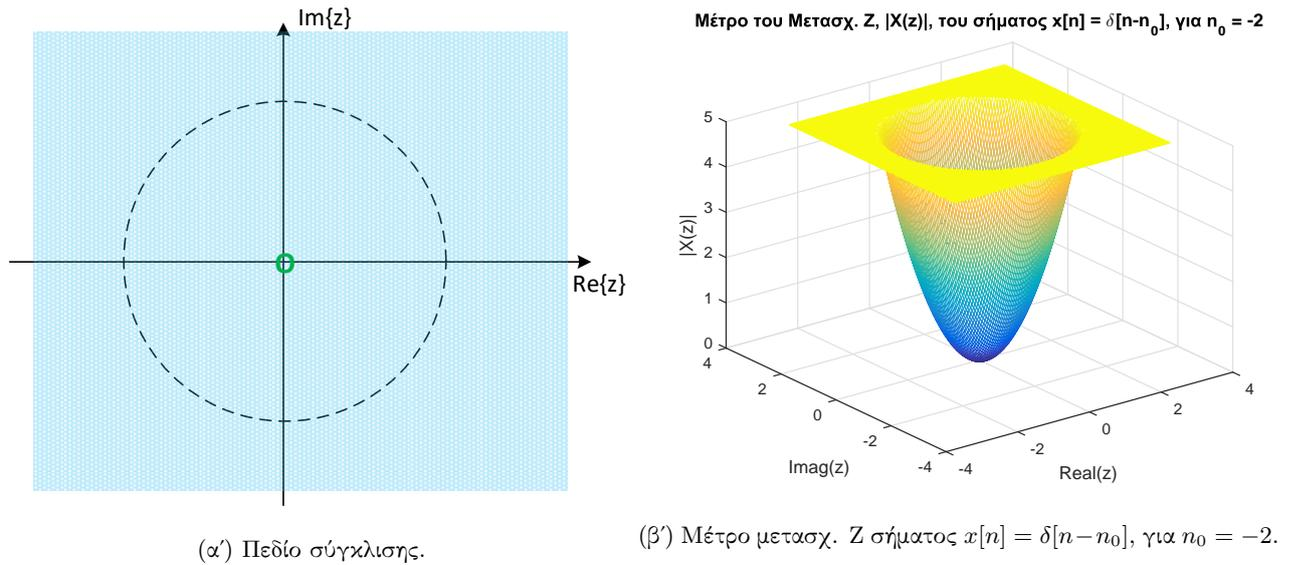 Im{z}
Re{z}
(αʹ) Πεδίο σύγκλισης.
Μέτρο του Μετασχ. Z, |X(z)|, του σήματος x[n] = δ[n-n₀], για n₀ = -2
5
4
3
2
1
0
|X(z)|
4
2
0
-2
-4
Imag(z)
-4
-2
0
2
4
Real(z)
(βʹ) Μέτρο μετασχ. Z σήματος x[n] = δ[n−n₀], για n₀ = −2.